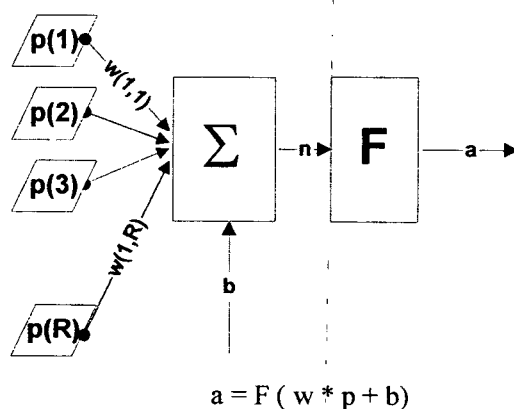 p(1)
w(1,1)
p(2)
p(3)
Σ
n
F
a
w(1,R)
b
p(R)
a = F ( w * p + b)